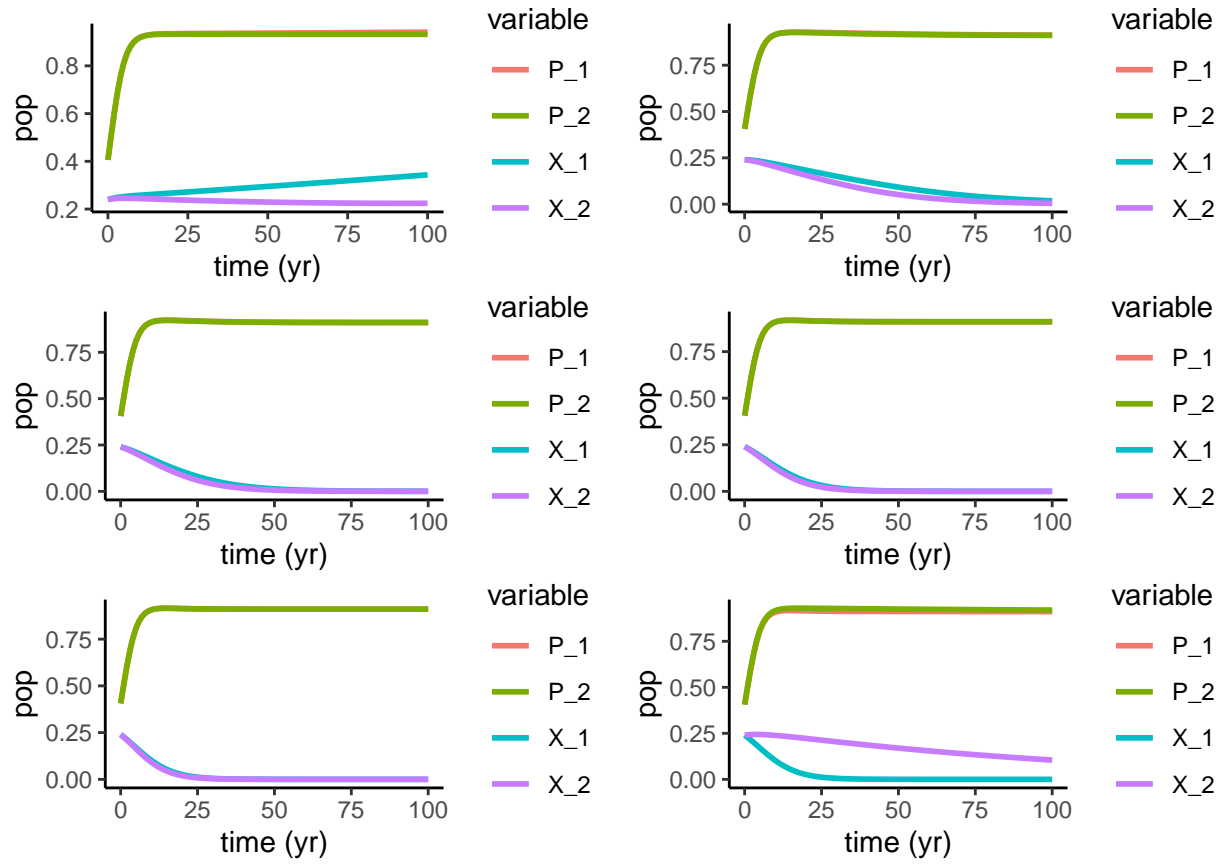 variable
P_1
P_2
X_1
X_2
pop
0.8
0.6
0.4
0.2
0 25 50 75 100
time (yr)
variable
P_1
P_2
X_1
X_2
pop
0.75
0.50
0.25
0.00
0 25 50 75 100
time (yr)
variable
P_1
P_2
X_1
X_2
pop
0.75
0.50
0.25
0.00
0 25 50 75 100
time (yr)
variable
P_1
P_2
X_1
X_2
pop
0.75
0.50
0.25
0.00
0 25 50 75 100
time (yr)
variable
P_1
P_2
X_1
X_2
pop
0.75
0.50
0.25
0.00
0 25 50 75 100
time (yr)
variable
P_1
P_2
X_1
X_2
pop
0.75
0.50
0.25
0.00
0 25 50 75 100
time (yr)